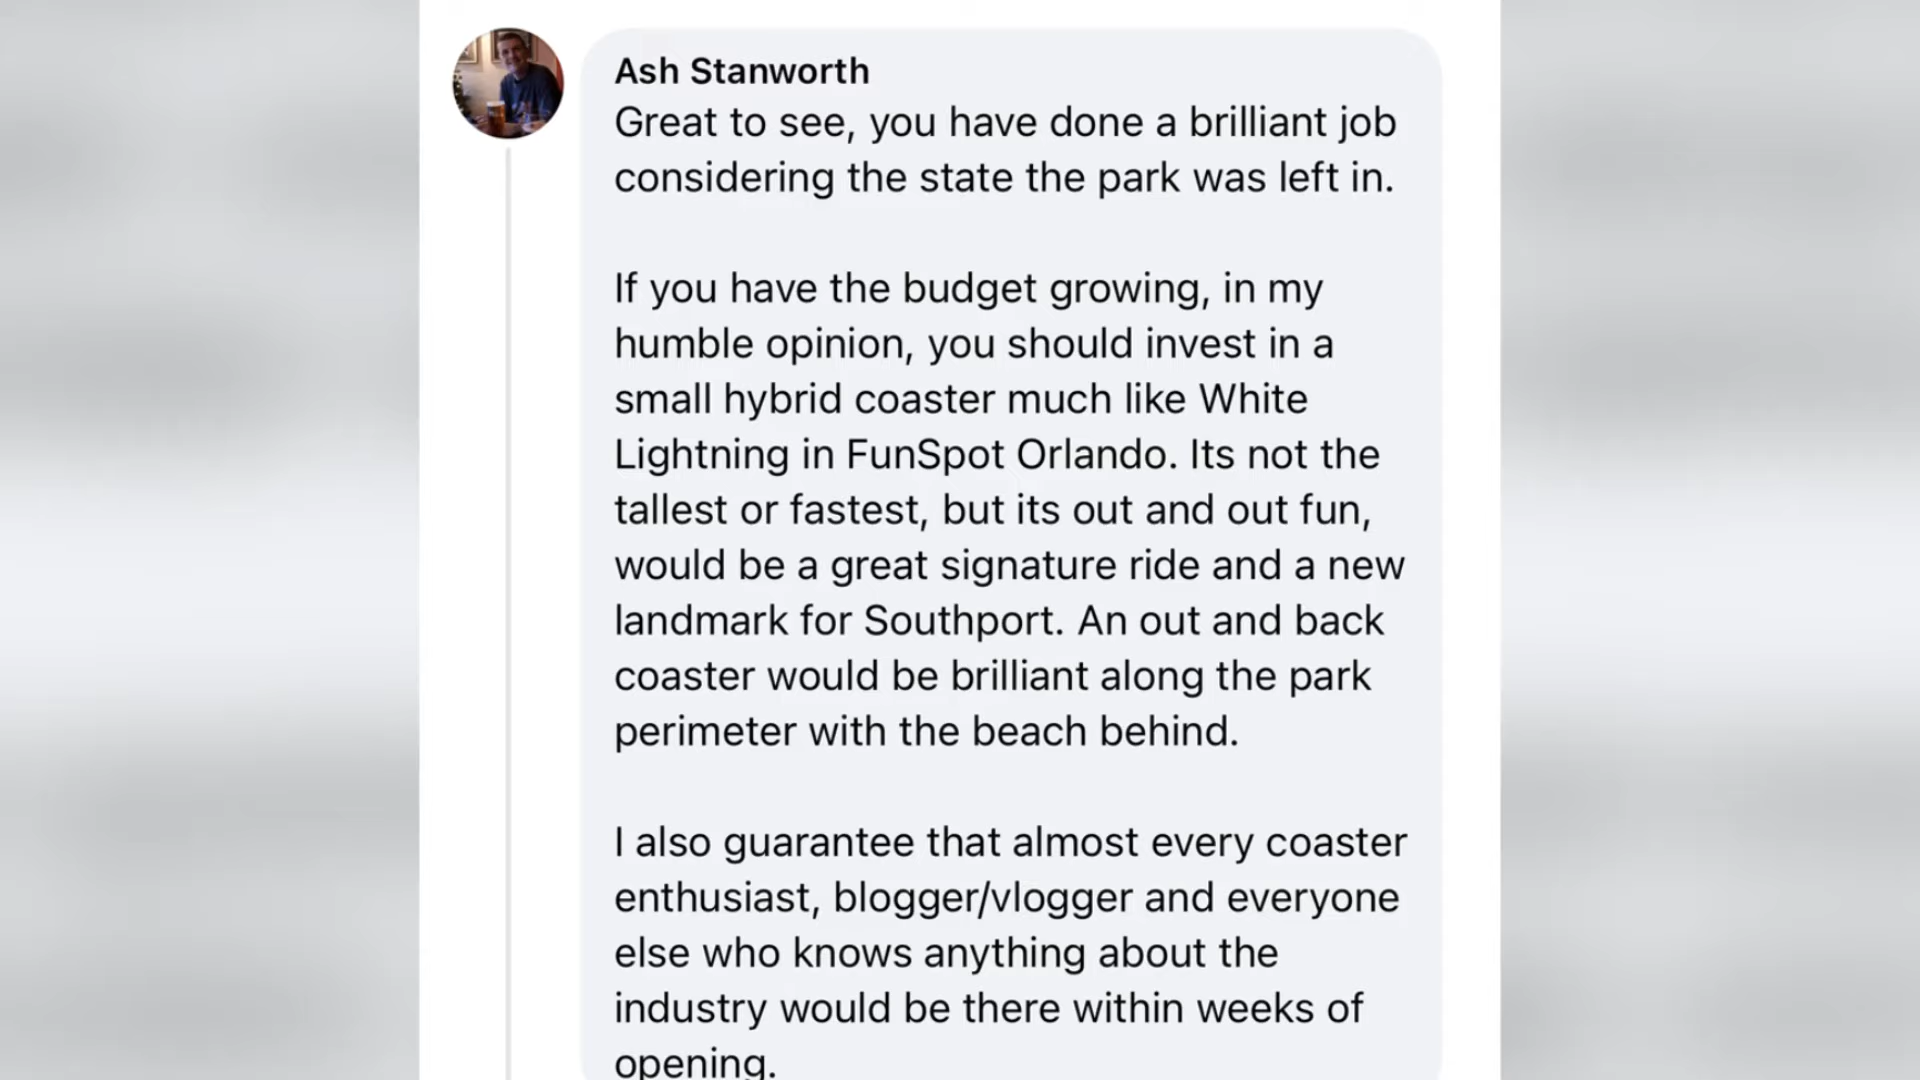 Ash Stanworth
Great to see, you have done a brilliant job
considering the state the park was left in.
If you have the budget growing, in my
humble opinion, you should invest in a
small hybrid coaster much like White
Lightning in FunSpot Orlando. Its not the
tallest or fastest, but its out and out fun,
would be a great signature ride and a new
landmark for Southport. An out and back
coaster would be brilliant along the park
perimeter with the beach behind.
I also guarantee that almost every coaster
enthusiast, blogger/vlogger and everyone
else who knows anything about the
industry would be there within weeks of
opening.